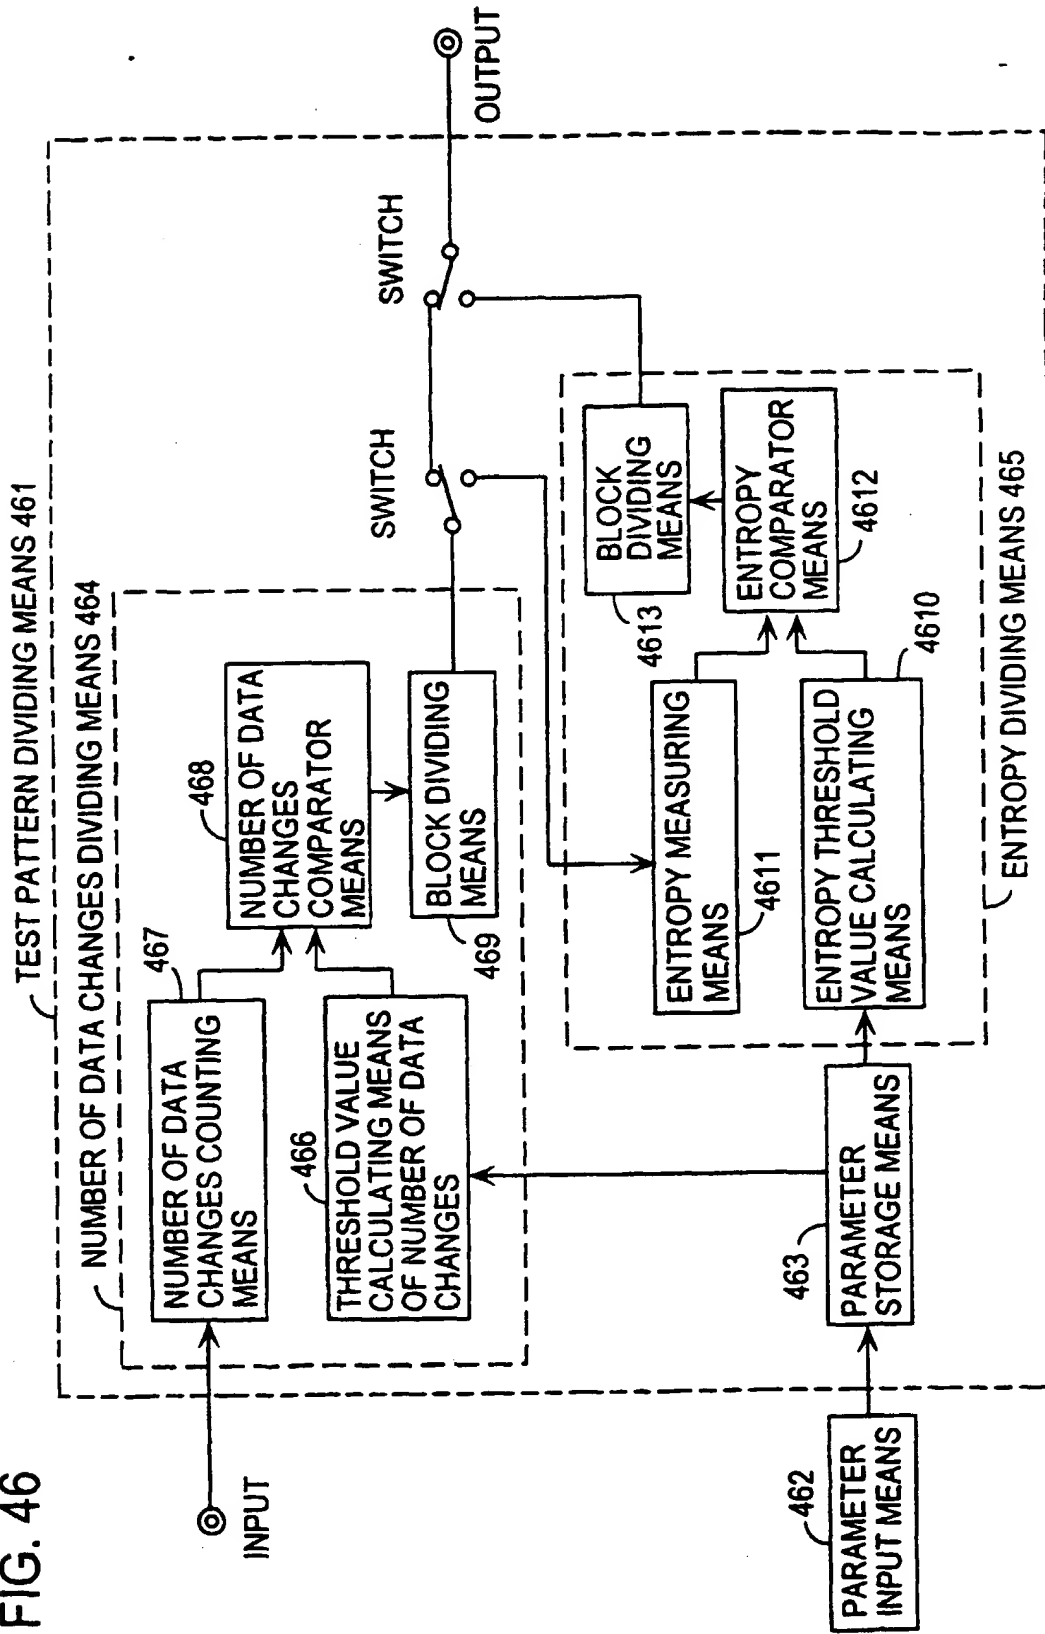 FIG. 46
TEST PATTERN DIVIDING MEANS 461
NUMBER OF DATA CHANGES DIVIDING MEANS 464
INPUT
467
NUMBER OF DATA
CHANGES COUNTING
MEANS
466
THRESHOLD VALUE
CALCULATING MEANS
OF NUMBER OF DATA
CHANGES
468
NUMBER OF DATA
CHANGES
COMPARATOR
MEANS
469
BLOCK DIVIDING
MEANS
SWITCH
SWITCH
OUTPUT
462
PARAMETER
INPUT MEANS
463
PARAMETER
STORAGE MEANS
ENTROPY MEASURING
MEANS
4611
ENTROPY THRESHOLD
VALUE CALCULATING
MEANS
4610
BLOCK
DIVIDING
MEANS
4613
ENTROPY
COMPARATOR
MEANS
4612
ENTROPY DIVIDING MEANS 465